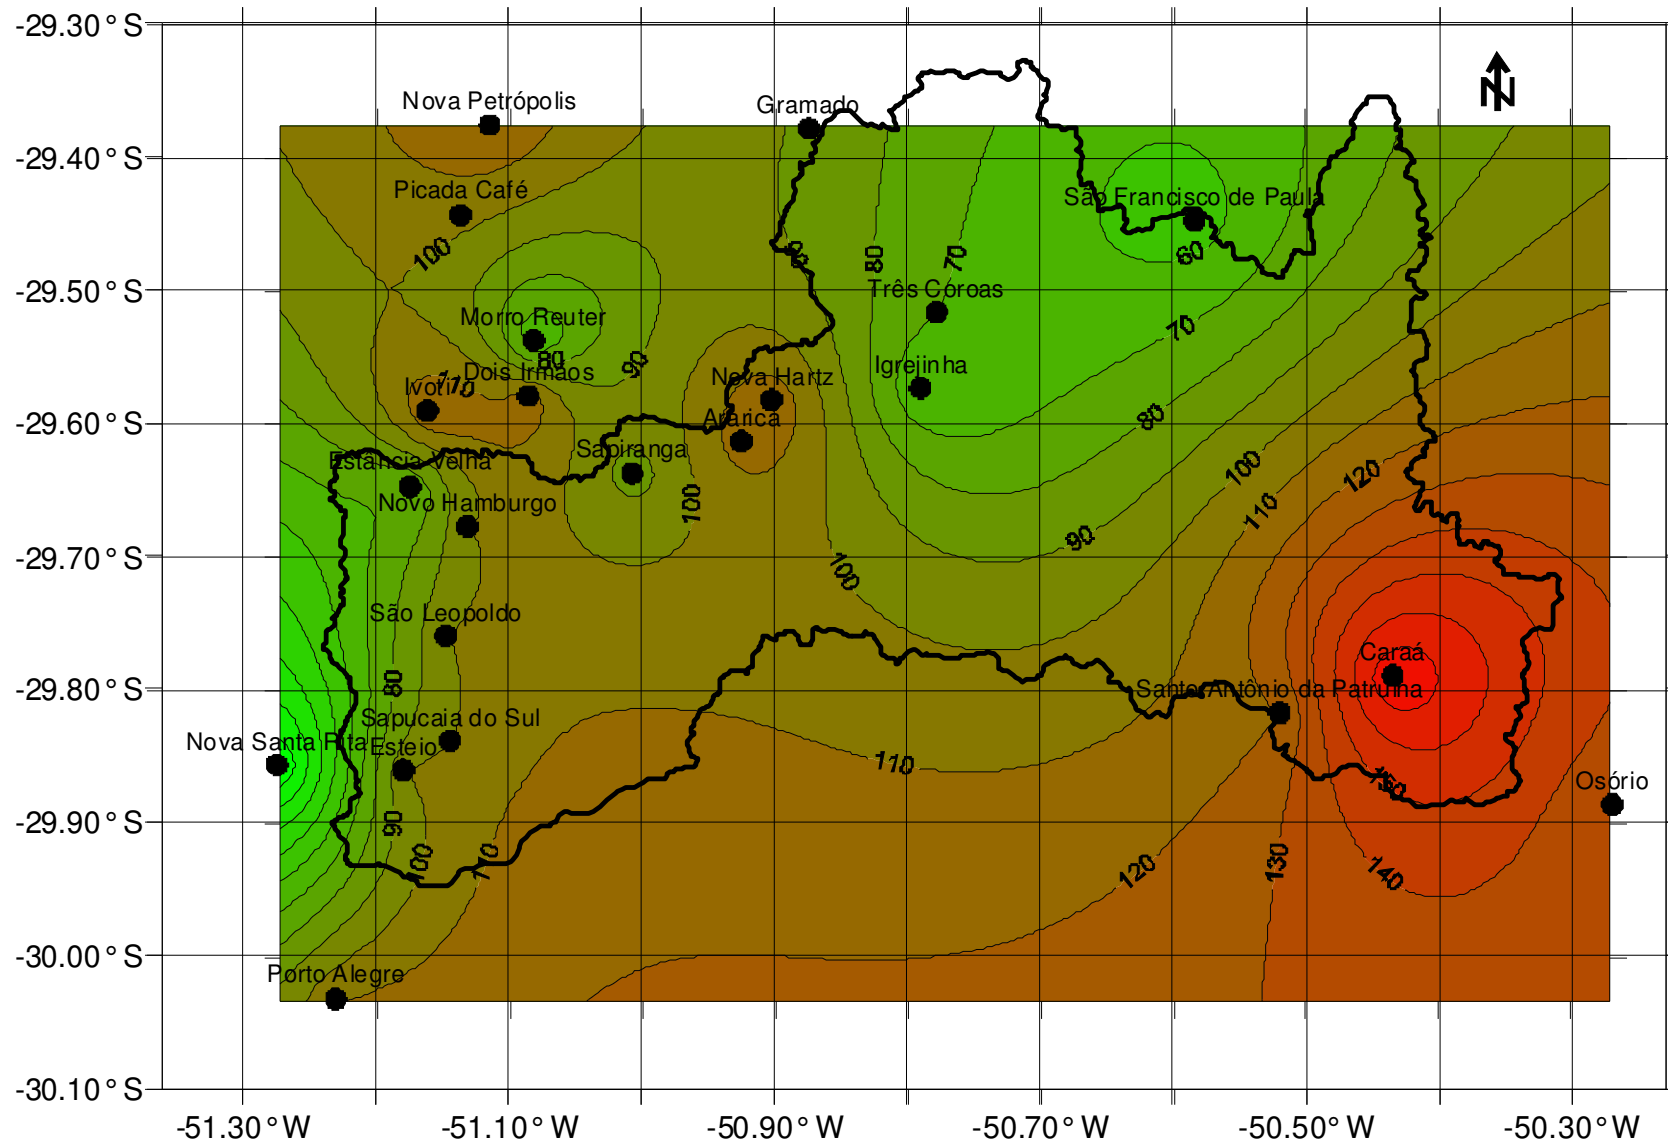 -29.30°S
N
Nova Petrópolis
Gramado
-29.40°S
Picada Café
São Francisco de Paula
100
90
80
70
60
-29.50°S
Três Coroas
Morro Reuter
70
80
90
Igrejinha
Dois Irmãos
Nova Hartz
Ivoti
110
-29.60°S
80
Araricá
Sapiranga
Estância Velha
100
120
Novo Hamburgo
100
110
90
-29.70°S
100
São Leopoldo
Caraá
80
-29.80°S
Santo Antônio da Patrulha
Sapucaia do Sul
Nova Santa Rita
Esteio
110
150
Osório
-29.90°S
90
100
110
120
130
140
-30.00°S
Porto Alegre
-30.10°S
-51.30°W
-51.10°W
-50.90°W
-50.70°W
-50.50°W
-50.30°W